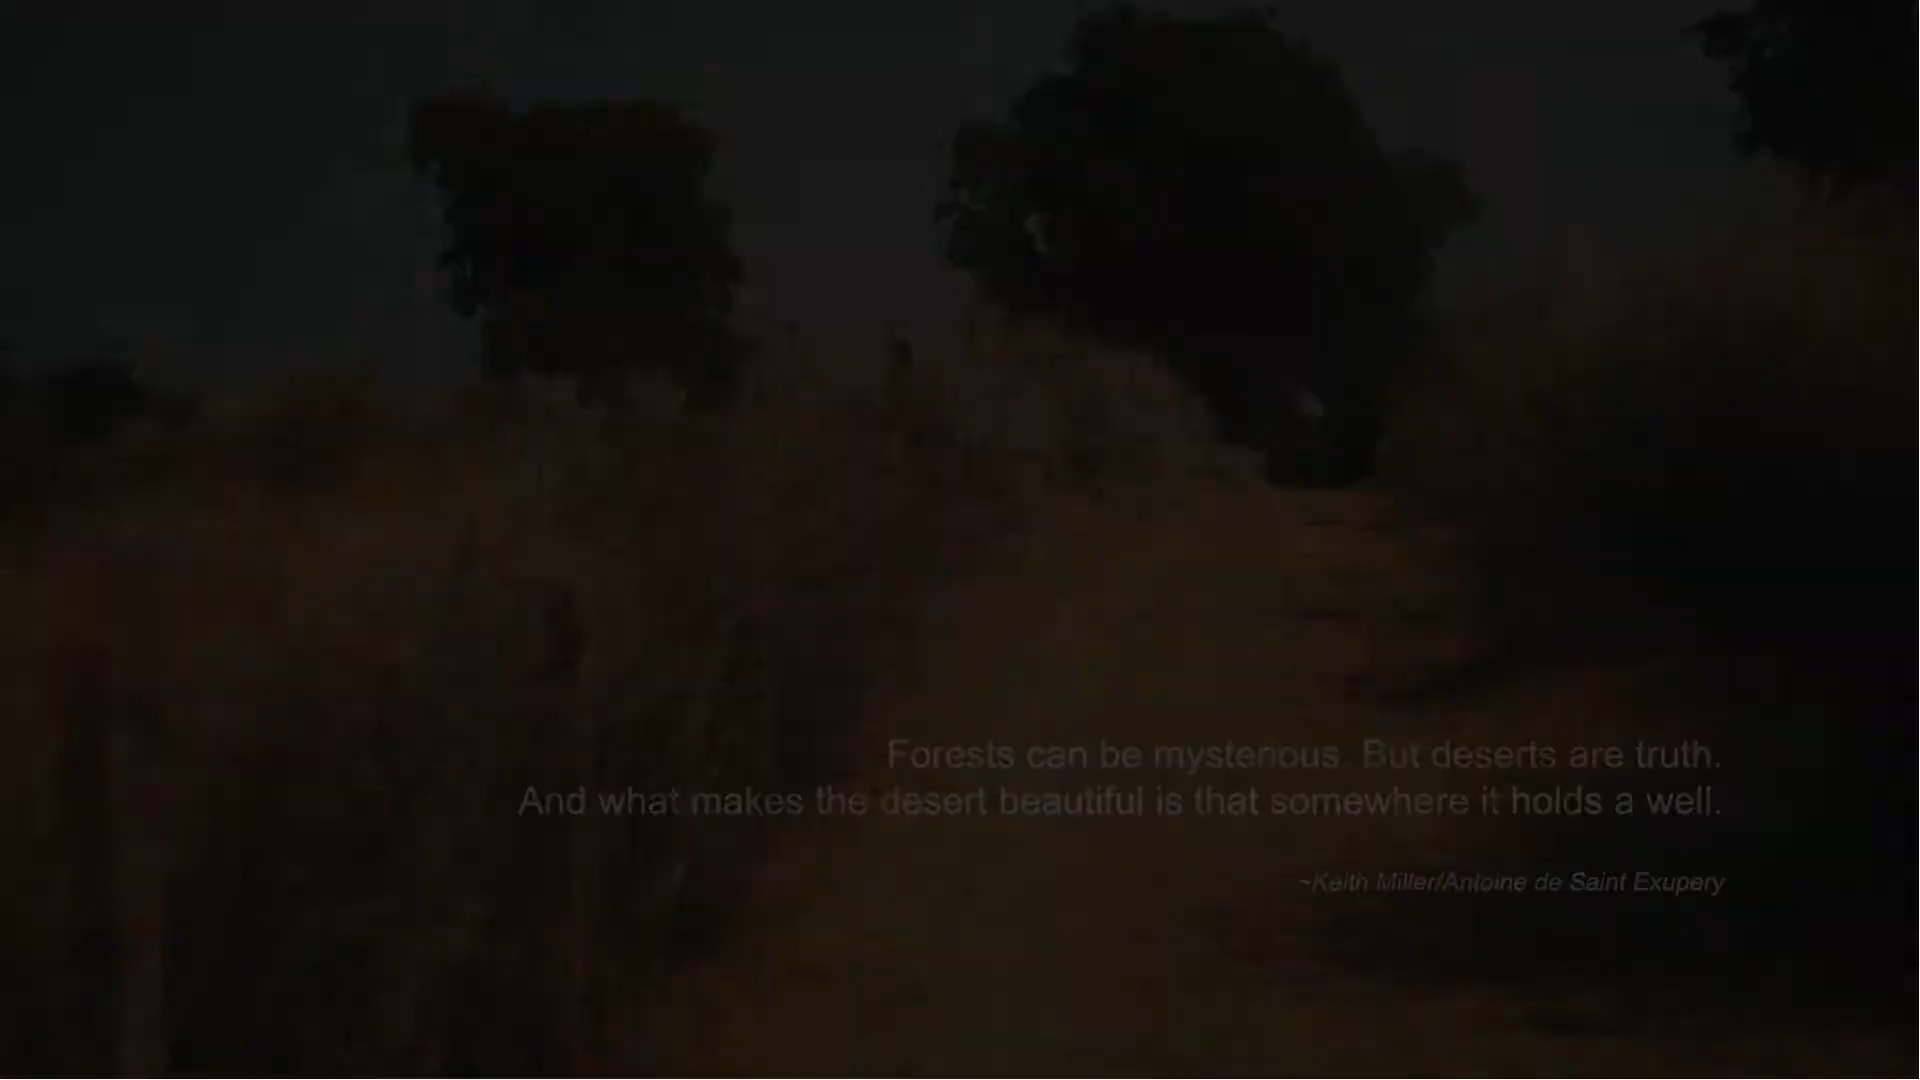 Forests can be mysterious. But deserts are truth.
And what makes the desert beautiful is that somewhere it holds a well.
~Keith Miller/Antoine de Saint Exupery